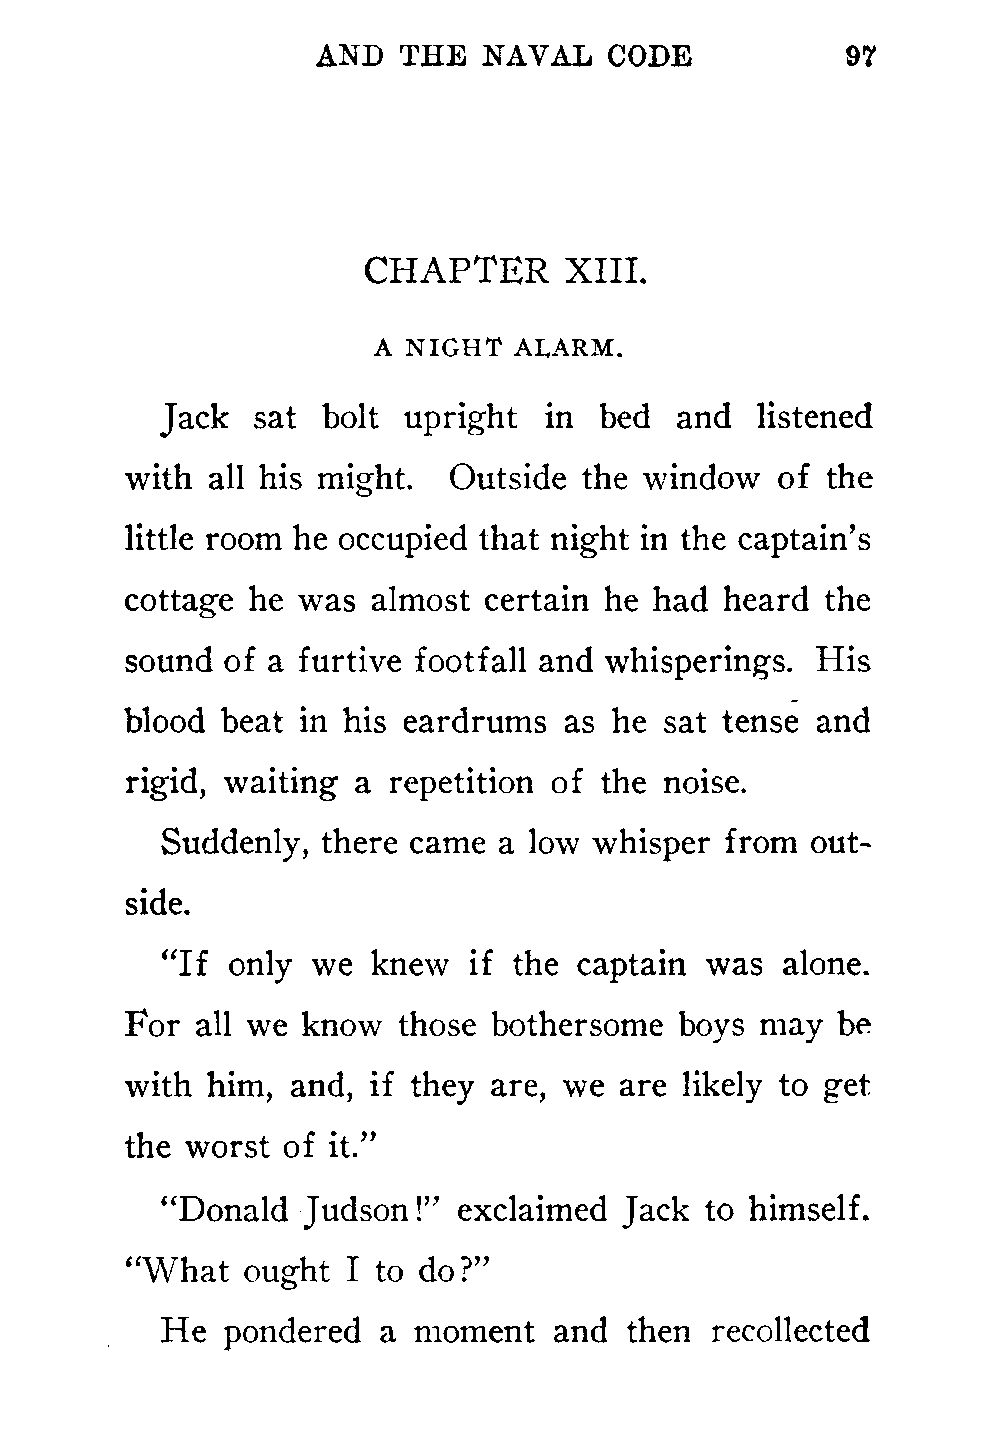 AND THE NAVAL CODE 97
CHAPTER XIII.
A NIGHT ALARM.
Jack sat bolt upright in bed and listened
with all his might. Outside the window of the
little room he occupied that night in the captain's
cottage he was almost certain he had heard the
sound of a furtive footfall and whisperings. His
blood beat in his eardrums as he sat tense and
rigid, waiting a repetition of the noise.
Suddenly, there came a low whisper from out-
side.
"If only we knew if the captain was alone.
For all we know those bothersome boys may be
with him, and, if they are, we are likely to get
the worst of it."
"Donald Judson!" exclaimed Jack to himself.
"What ought I to do?"
He pondered a moment and then recollected